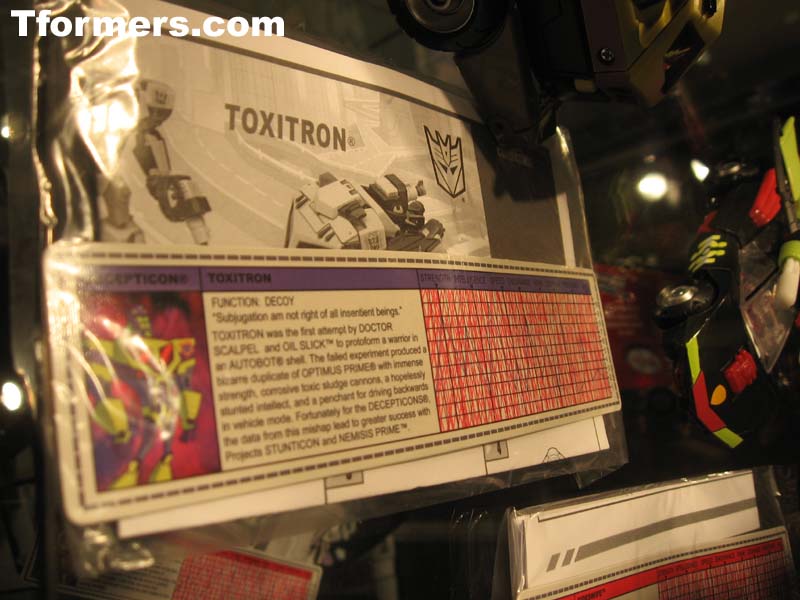 Tformers.com
TOXITRON®
DECEPTICON® TOXITRON STRENGTH INTELLIGENCE SPEED
FUNCTION: DECOY
"Subjugation am not right of all insentient beings."
TOXITRON was the first attempt by DOCTOR
SCALPEL and OIL SLICK™ to protoform a warrior in
an AUTOBOT® shell. The failed experiment produced a
bizarre duplicate of OPTIMUS PRIME® with immense
strength, corrosive toxic sludge cannons, a hopelessly
stunted intellect, and a penchant for driving backwards
in vehicle mode. Fortunately for the DECEPTICONS®,
the data from this mishap lead to greater success with
Projects STUNTICON and NEMISIS PRIME™.